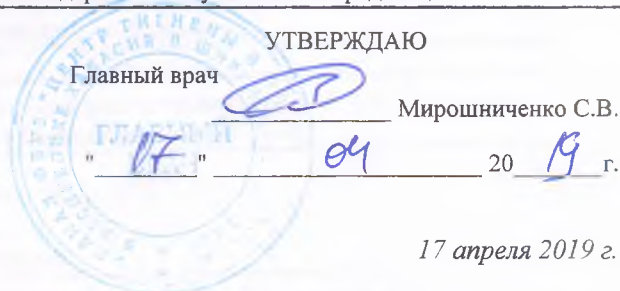 УТВЕРЖДАЮ
Главный врач
Мирошниченко С.В.
"17" 04 2019 г.
17 апреля 2019 г.